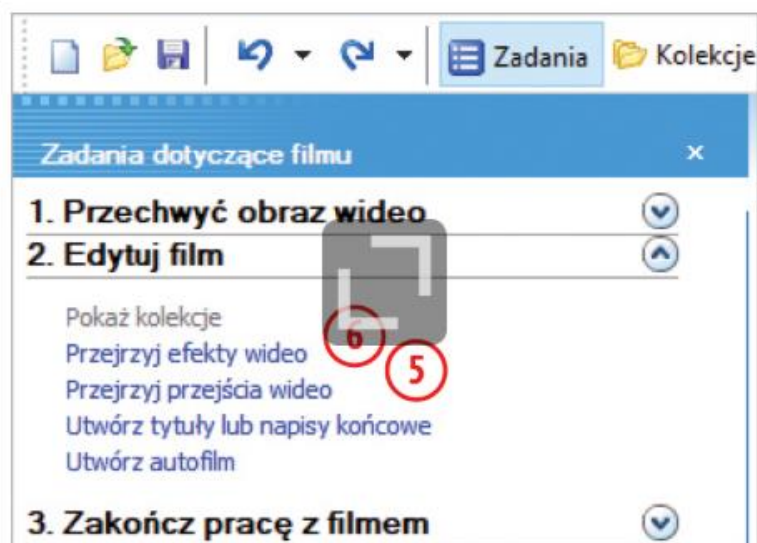 Zadania Kolekcje
Zadania dotyczące filmu
1. Przechwyć obraz wideo
2. Edytuj film
Pokaż kolekcje
Przejrzyj efekty wideo 6
Przejrzyj przejścia wideo 5
Utwórz tytuły lub napisy końcowe
Utwórz autofilm
3. Zakończ pracę z filmem